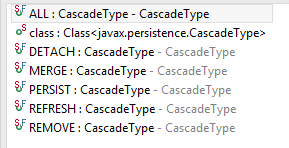 ALL : CascadeType - CascadeType
class : Class<javax.persistence.CascadeType>
DETACH : CascadeType - CascadeType
MERGE : CascadeType - CascadeType
PERSIST : CascadeType - CascadeType
REFRESH : CascadeType - CascadeType
REMOVE : CascadeType - CascadeType